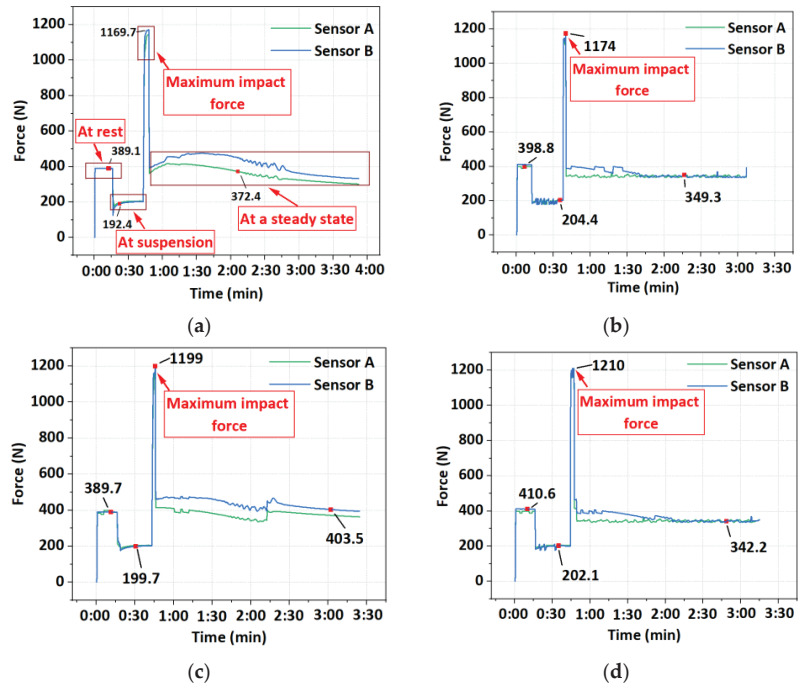 Sensor A
Sensor B
1169.7
Maximum impact
force
At rest
389.1
372.4
192.4
At a steady state
At suspension
Force (N)
1200
1000
800
600
400
200
0
0:00 0:30 1:00 1:30 2:00 2:30 3:00 3:30 4:00
Time (min)
(a)
Sensor A
Sensor B
1174
Maximum impact
force
398.8
349.3
204.4
Force (N)
1200
1000
800
600
400
200
0
0:00 0:30 1:00 1:30 2:00 2:30 3:00 3:30
Time (min)
(b)
Sensor A
Sensor B
1199
Maximum impact
force
389.7
403.5
199.7
Force (N)
1200
1000
800
600
400
200
0
0:00 0:30 1:00 1:30 2:00 2:30 3:00 3:30
Time (min)
(c)
Sensor A
Sensor B
1210
Maximum impact
force
410.6
342.2
202.1
Force (N)
1200
1000
800
600
400
200
0
0:00 0:30 1:00 1:30 2:00 2:30 3:00 3:30
Time (min)
(d)